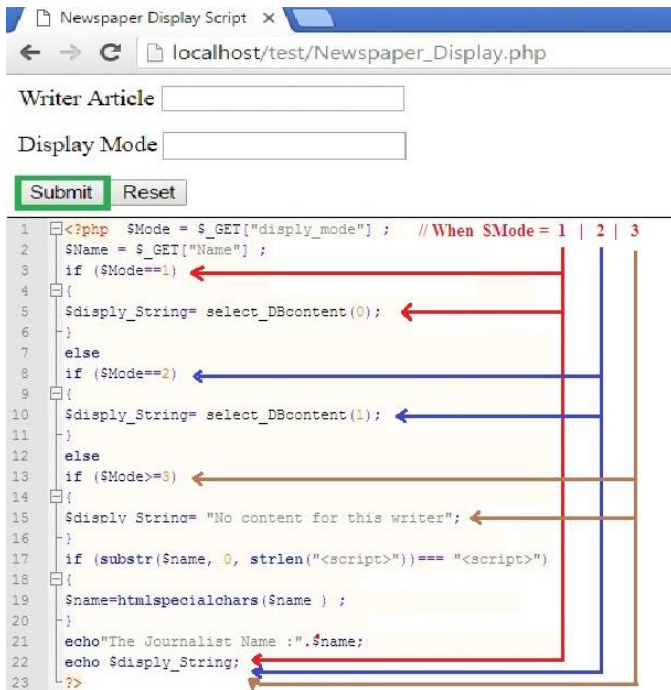 Newspaper Display Script ×
localhost/test/Newspaper_Display.php
Writer Article
Display Mode
Submit Reset
1 <?php $Mode = $_GET["disply_mode"] ; // When $Mode = 1 | 2 | 3
2 $Name = $_GET["Name"] ;
3 if ($Mode==1)
4 {
5 $disply_String= select_DBcontent(0);
6 }
7 else
8 if ($Mode==2)
9 {
10 $disply_String= select_DBcontent(1);
11 }
12 else
13 if ($Mode>=3)
14 {
15 $disply String= "No content for this writer";
16 }
17 if (substr($name, 0, strlen("<script>"))=== "<script>")
18 {
19 $name=htmlspecialchars($name ) ;
20 }
21 echo"The Journalist Name :".$name;
22 echo $disply_String;
23 ?>